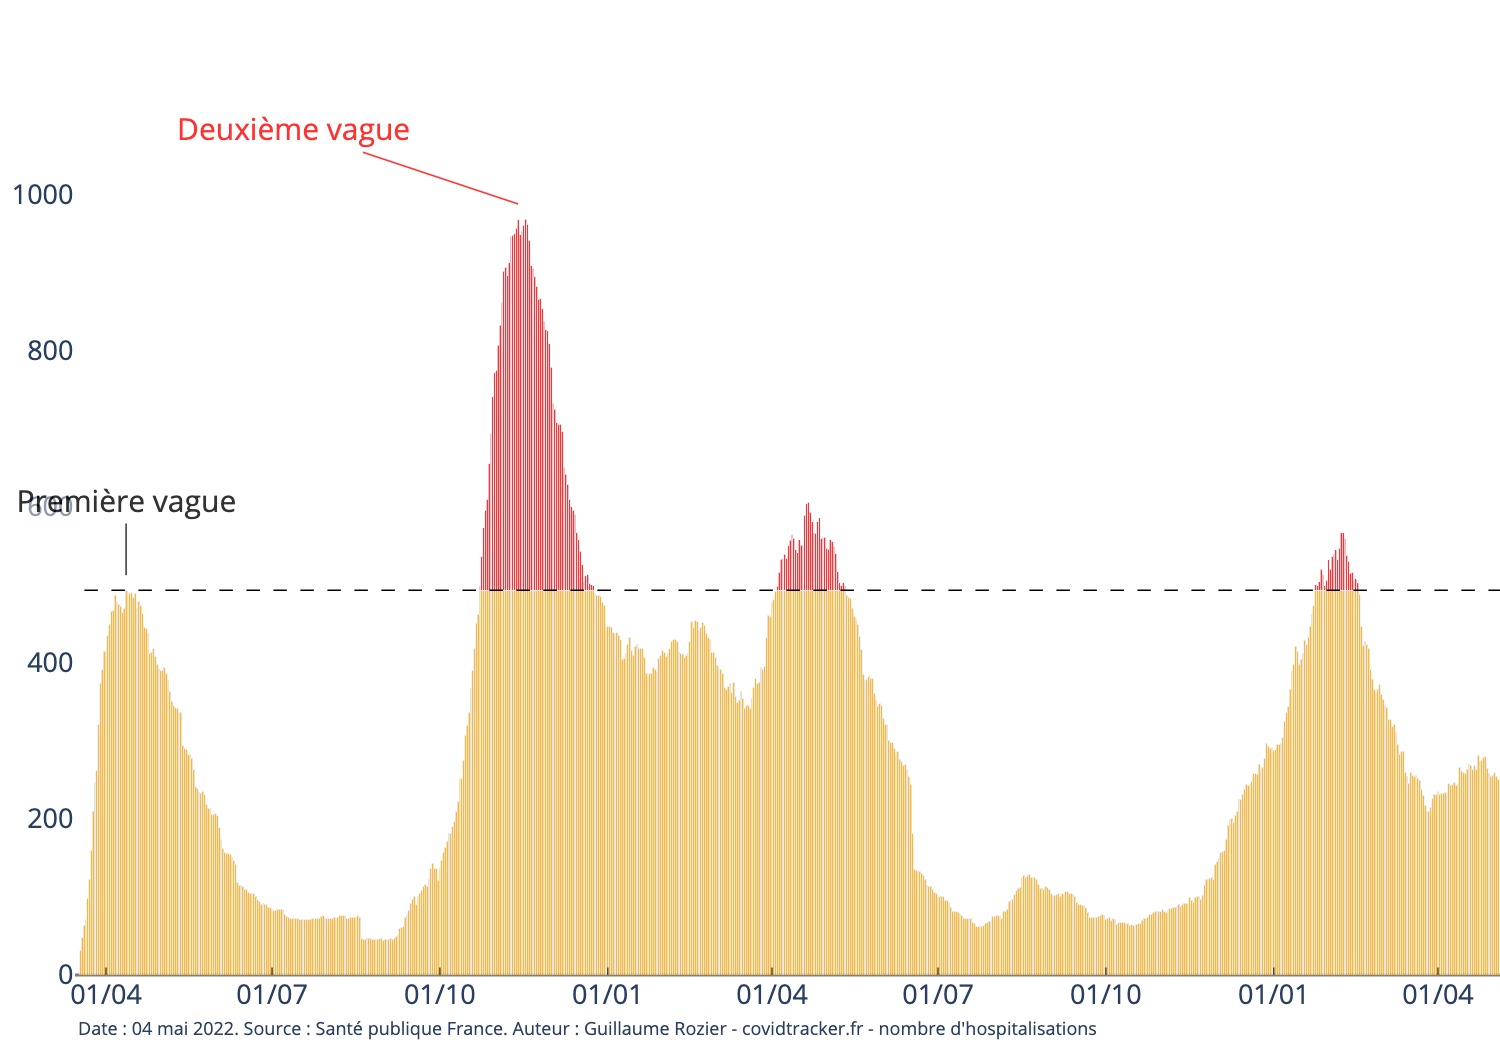 Deuxième vague
1000
800
Première vague
600
400
200
0
01/04 01/07 01/10 01/01 01/04 01/07 01/10 01/01 01/04
Date : 04 mai 2022. Source : Santé publique France. Auteur : Guillaume Rozier - covidtracker.fr - nombre d'hospitalisations